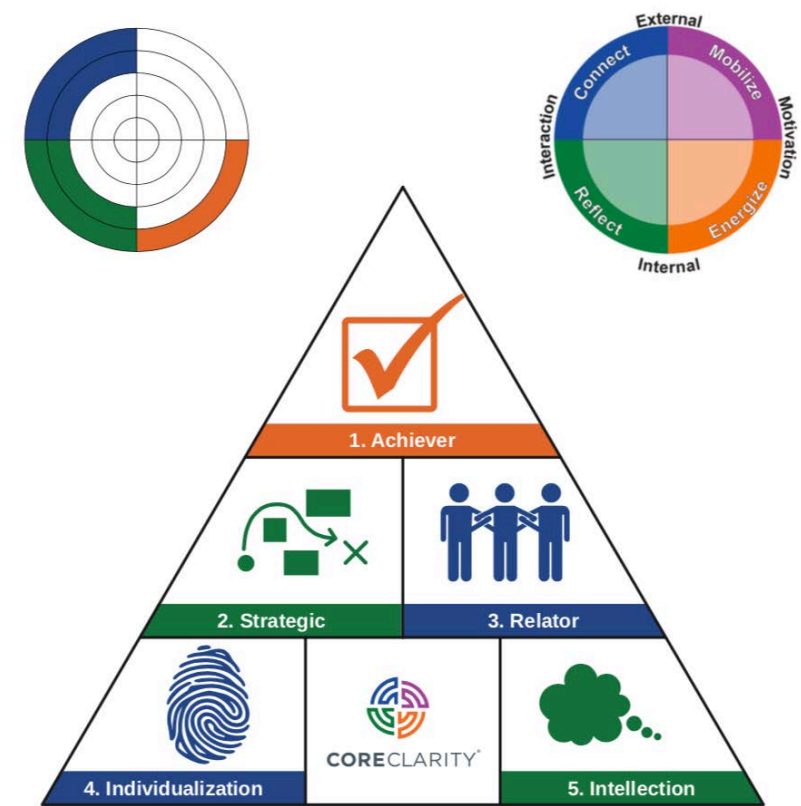 External
Connect
Mobilize
Interaction
Motivation
Reflect
Energize
Internal
1. Achiever
2. Strategic
3. Relator
4. Individualization
CORECLARITY®
5. Intellection